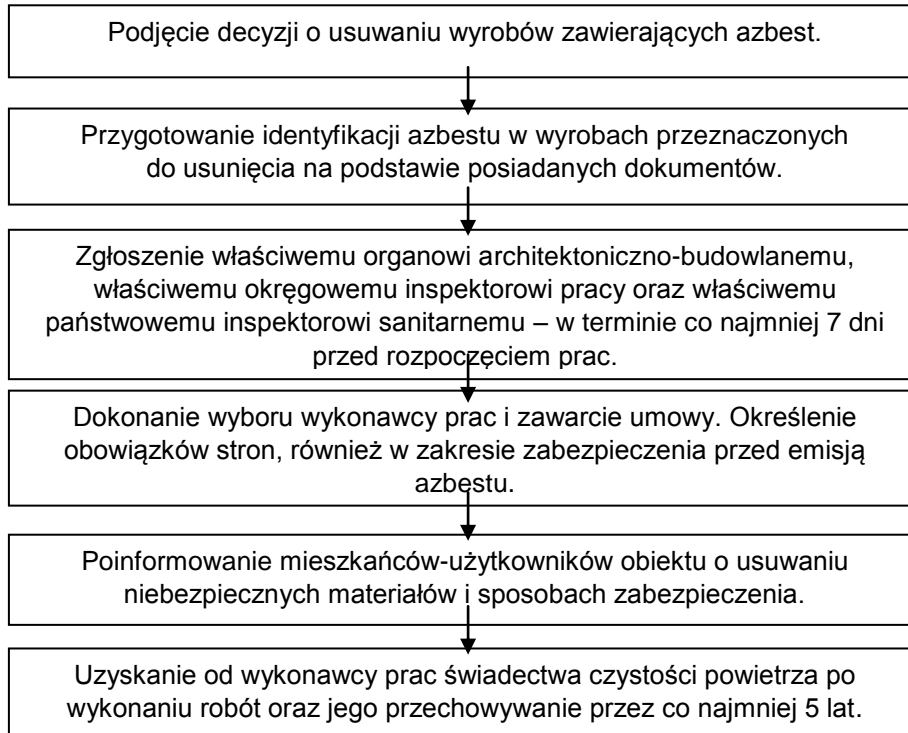 Podjęcie decyzji o usuwaniu wyrobów zawierających azbest.
Przygotowanie identyfikacji azbestu w wyrobach przeznaczonych
do usunięcia na podstawie posiadanych dokumentów.
Zgłoszenie właściwemu organowi architektoniczno-budowlanemu,
właściwemu okręgowemu inspektorowi pracy oraz właściwemu
państwowemu inspektorowi sanitarnemu – w terminie co najmniej 7 dni
przed rozpoczęciem prac.
Dokonanie wyboru wykonawcy prac i zawarcie umowy. Określenie
obowiązków stron, również w zakresie zabezpieczenia przed emisją
azbestu.
Poinformowanie mieszkańców-użytkowników obiektu o usuwaniu
niebezpiecznych materiałów i sposobach zabezpieczenia.
Uzyskanie od wykonawcy prac świadectwa czystości powietrza po
wykonaniu robót oraz jego przechowywanie przez co najmniej 5 lat.